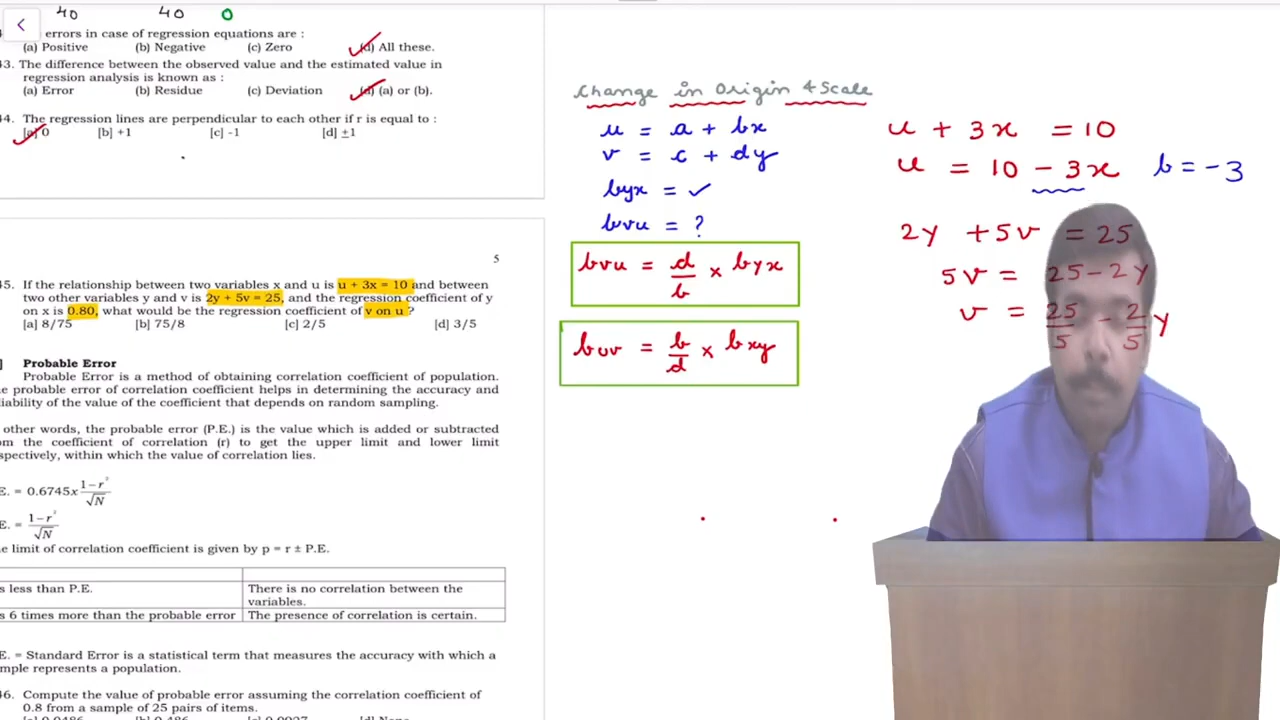 40 40 0
errors in case of regression equations are :
(a) Positive (b) Negative (c) Zero (d) All these.
43. The difference between the observed value and the estimated value in
regression analysis is known as :
(a) Error (b) Residue (c) Deviation (d) (a) or (b).
44. The regression lines are perpendicular to each other if r is equal to :
[a] 0 [b] +1 [c] -1 [d] ±1
5
45. If the relationship between two variables x and u is u + 3x = 10 and between
two other variables y and v is 2y + 5v = 25, and the regression coefficient of y
on x is 0.80, what would be the regression coefficient of v on u ?
[a] 8/75 [b] 75/8 [c] 2/5 [d] 3/5
] Probable Error
Probable Error is a method of obtaining correlation coefficient of population.
e probable error of correlation coefficient helps in determining the accuracy and
liability of the value of the coefficient that depends on random sampling.
other words, the probable error (P.E.) is the value which is added or subtracted
om the coefficient of correlation (r) to get the upper limit and lower limit
spectively, within which the value of correlation lies.
E. = 0.6745x (1-r²)/√N
E. = (1-r²)/√N
e limit of correlation coefficient is given by p = r ± P.E.
s less than P.E. There is no correlation between the
variables.
s 6 times more than the probable error The presence of correlation is certain.
E. = Standard Error is a statistical term that measures the accuracy with which a
mple represents a population.
46. Compute the value of probable error assuming the correlation coefficient of
0.8 from a sample of 25 pairs of items.
Change in Origin & Scale
u = a + bx
v = c + dy
byx = ✓
bvu = ?
bvu = d/b × byx
buv = b/d × bxy
u + 3x = 10
u = 10 - 3x b = -3
2y + 5v = 25
5v = 25 - 2y
v = 25/5 - 2/5 y